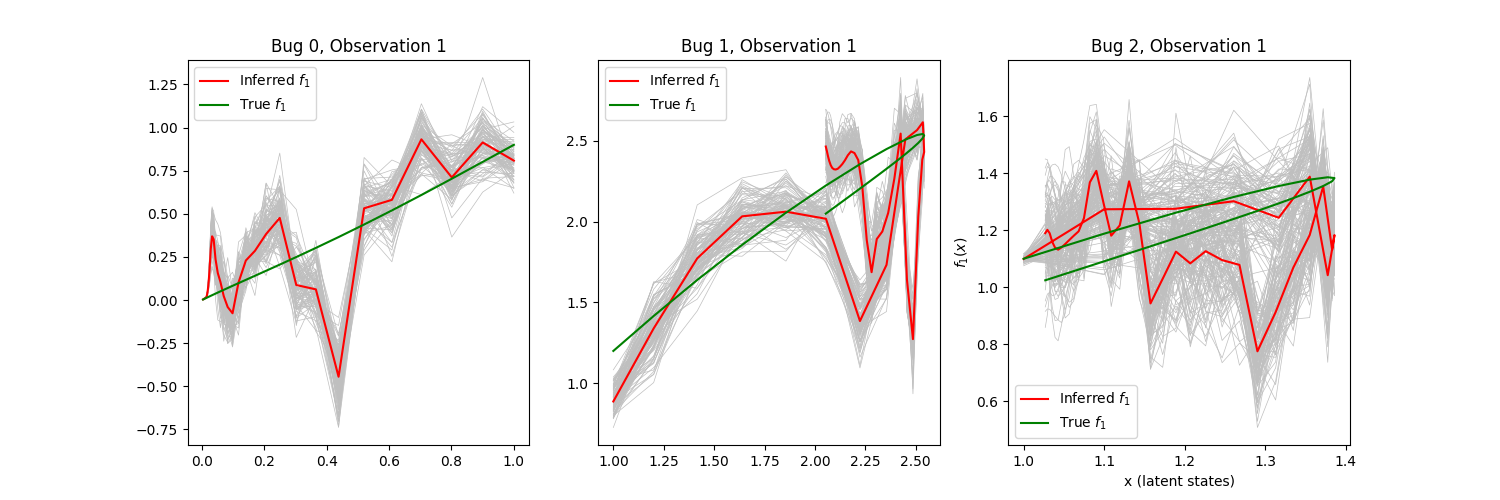 Bug 0, Observation 1
Inferred f₁
True f₁
1.25
1.00
0.75
0.50
0.25
0.00
−0.25
−0.50
−0.75
0.0 0.2 0.4 0.6 0.8 1.0
Bug 1, Observation 1
Inferred f₁
True f₁
2.5
2.0
1.5
1.0
1.00 1.25 1.50 1.75 2.00 2.25 2.50
Bug 2, Observation 1
f₁(x)
1.6
1.4
1.2
1.0
0.8
0.6
Inferred f₁
True f₁
1.0 1.1 1.2 1.3 1.4
x (latent states)